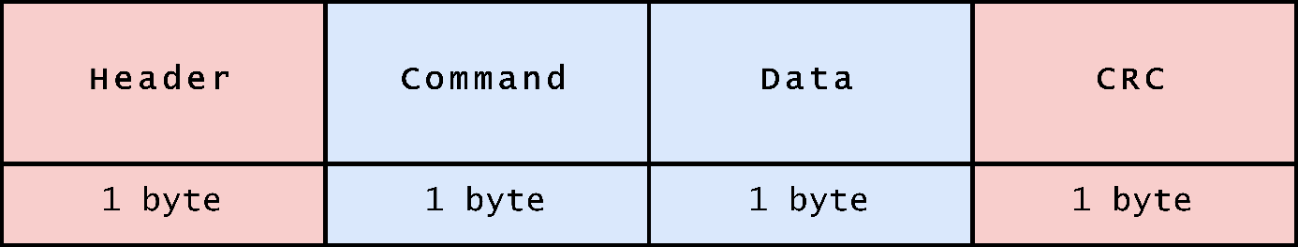 Header Command Data CRC
1 byte 1 byte 1 byte 1 byte